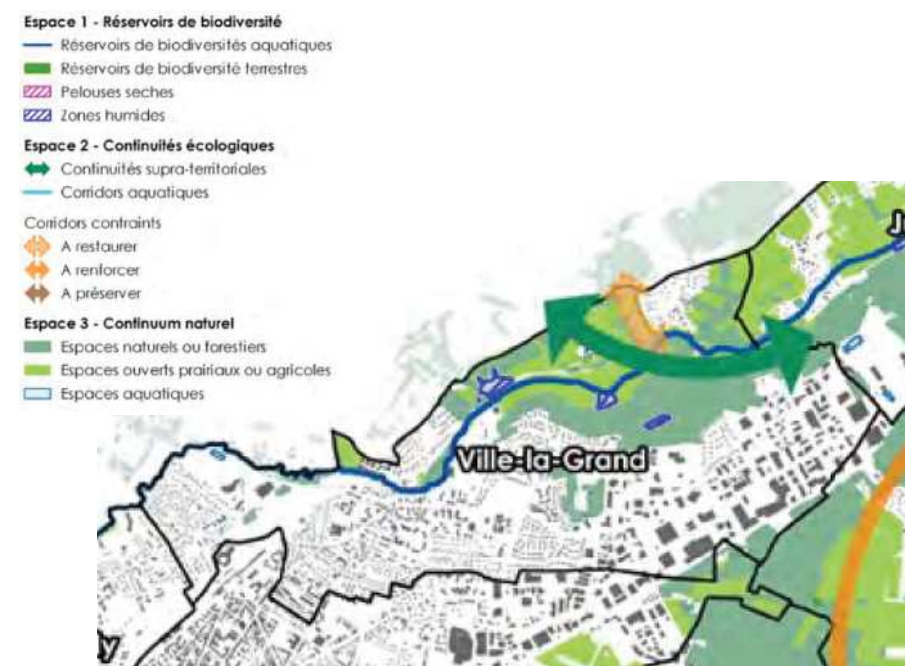 Espace 1 - Réservoirs de biodiversité
Réservoirs de biodiversités aquatiques
Réservoirs de biodiversité terrestres
Pelouses seches
Zones humides
Espace 2 - Continuités écologiques
Continuités supra-territoriales
Corridors aquatiques
Corridors contraints
A restaurer
A renforcer
A préserver
Espace 3 - Continuum naturel
Espaces naturels ou forestiers
Espaces ouverts prairiaux ou agricoles
Espaces aquatiques
J
Ville-la-Grand
y